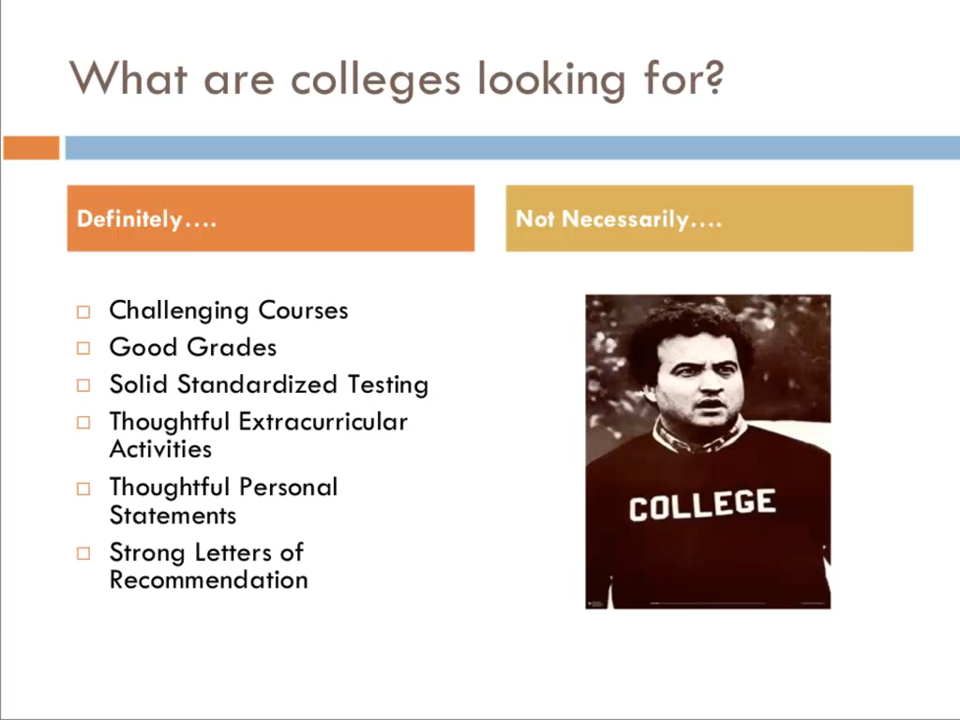 What are colleges looking for?
Definitely....
Not Necessarily....
Challenging Courses
Good Grades
Solid Standardized Testing
Thoughtful Extracurricular
Activities
Thoughtful Personal
Statements
Strong Letters of
Recommendation
COLLEGE